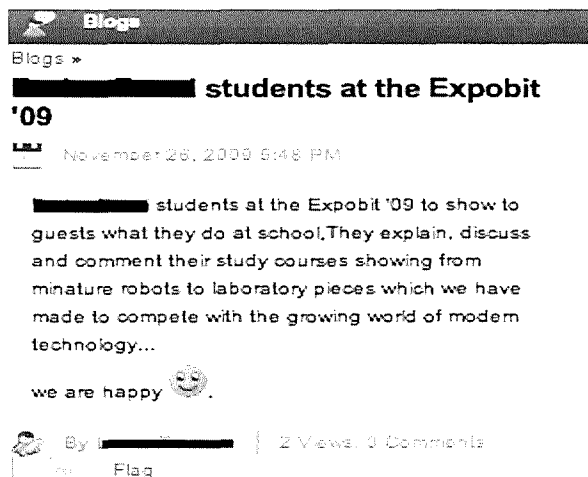 Blogs
Blogs »
students at the Expobit
'09
November 26, 2009 5:48 PM
students at the Expobit '09 to show to
guests what they do at school.They explain, discuss
and comment their study courses showing from
minature robots to laboratory pieces which we have
made to compete with the growing world of modern
technology...
we are happy .
By 2 Views, 0 Comments
Flag